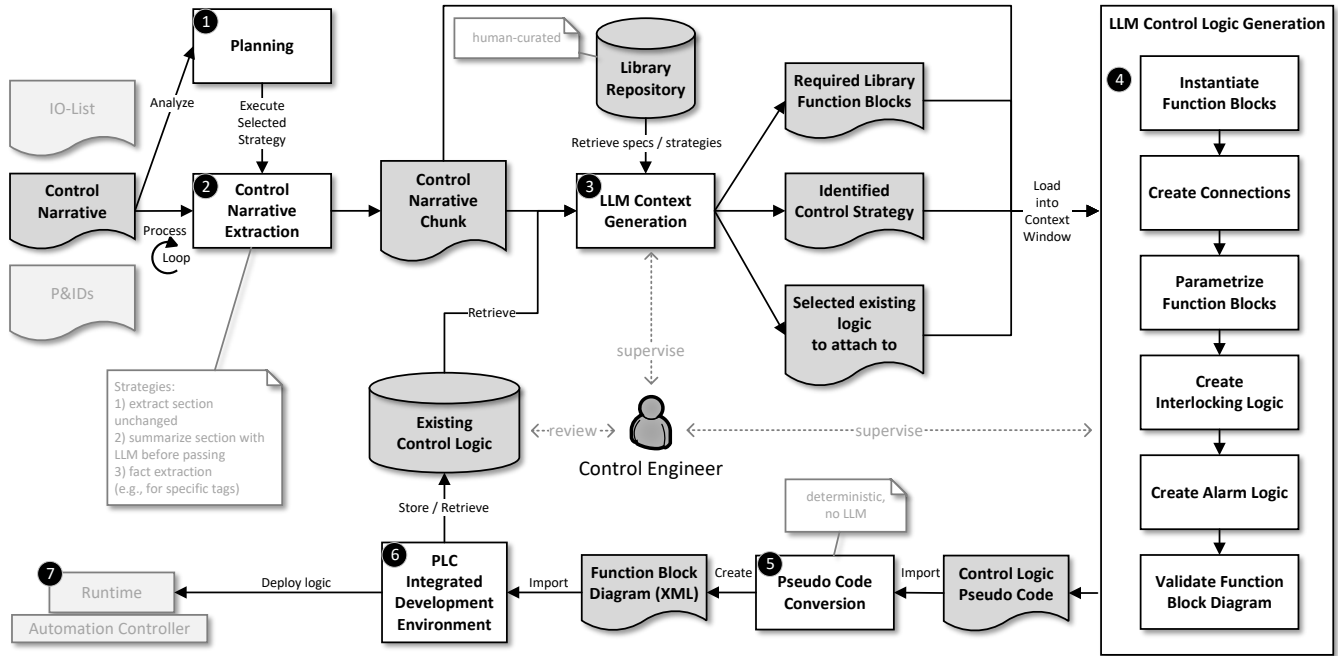 1
Planning
IO-List
Analyze
Execute
Selected
Strategy
Control
Narrative
2
Control
Narrative
Extraction
Process
Loop
P&IDs
Strategies:
1) extract section
unchanged
2) summarize section with
LLM before passing
3) fact extraction
(e.g., for specific tags)
Control
Narrative
Chunk
human-curated
Library
Repository
Retrieve specs / strategies
3
LLM Context
Generation
Retrieve
Required Library
Function Blocks
Identified
Control Strategy
Selected existing
logic
to attach to
Load
into
Context
Window
supervise
Existing
Control Logic
review
Control Engineer
supervise
LLM Control Logic Generation
4
Instantiate
Function Blocks
Create Connections
Parametrize
Function Blocks
Create
Interlocking Logic
Create Alarm Logic
Validate Function
Block Diagram
Control Logic
Pseudo Code
Import
deterministic,
no LLM
5
Pseudo Code
Conversion
Create
Function Block
Diagram (XML)
Import
Store / Retrieve
6
PLC
Integrated
Development
Environment
Deploy logic
7
Runtime
Automation Controller